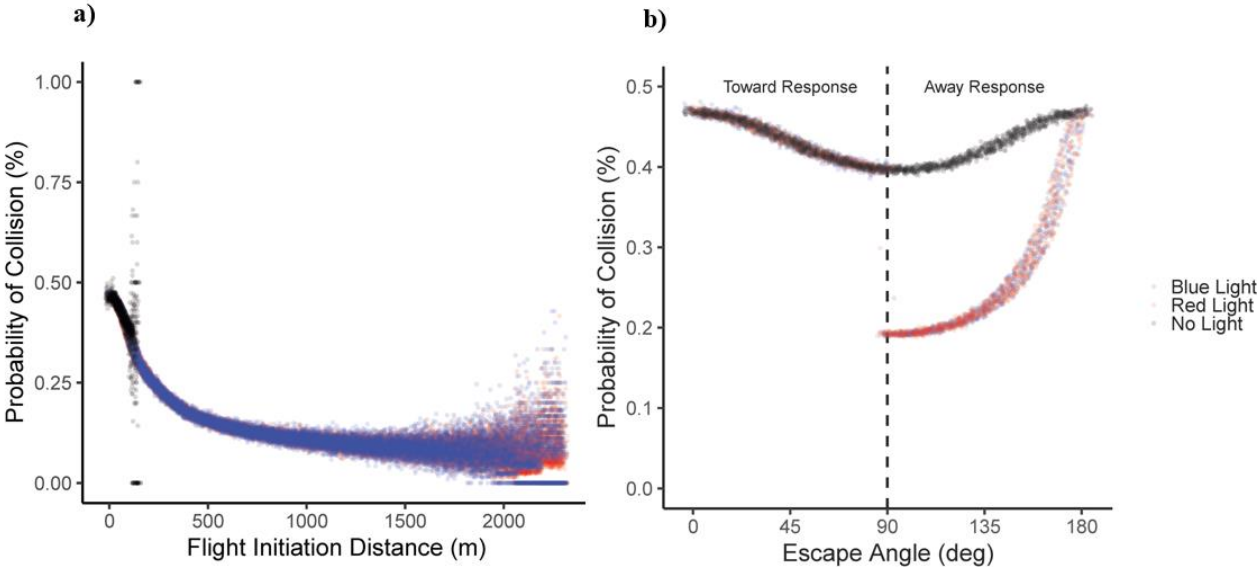 a)
Probability of Collision (%)
1.00
0.75
0.50
0.25
0.00
0 500 1000 1500 2000
Flight Initiation Distance (m)
b)
Probability of Collision (%)
0.5
0.4
0.3
0.2
0.1
0.0
Toward Response Away Response
0 45 90 135 180
Escape Angle (deg)
Blue Light
Red Light
No Light